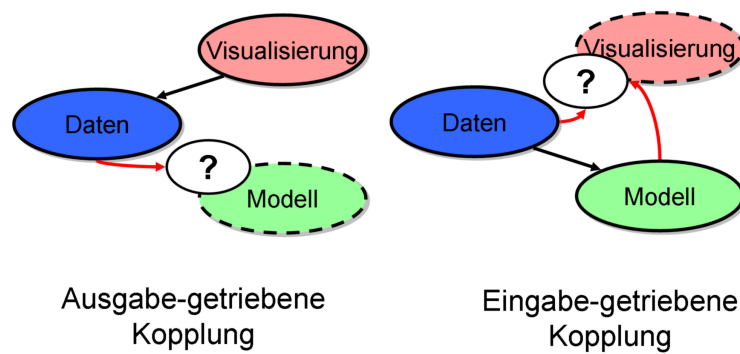 Visualisierung
Daten
?
Modell
Ausgabe-getriebene
Kopplung
Visualisierung
?
Daten
Modell
Eingabe-getriebene
Kopplung